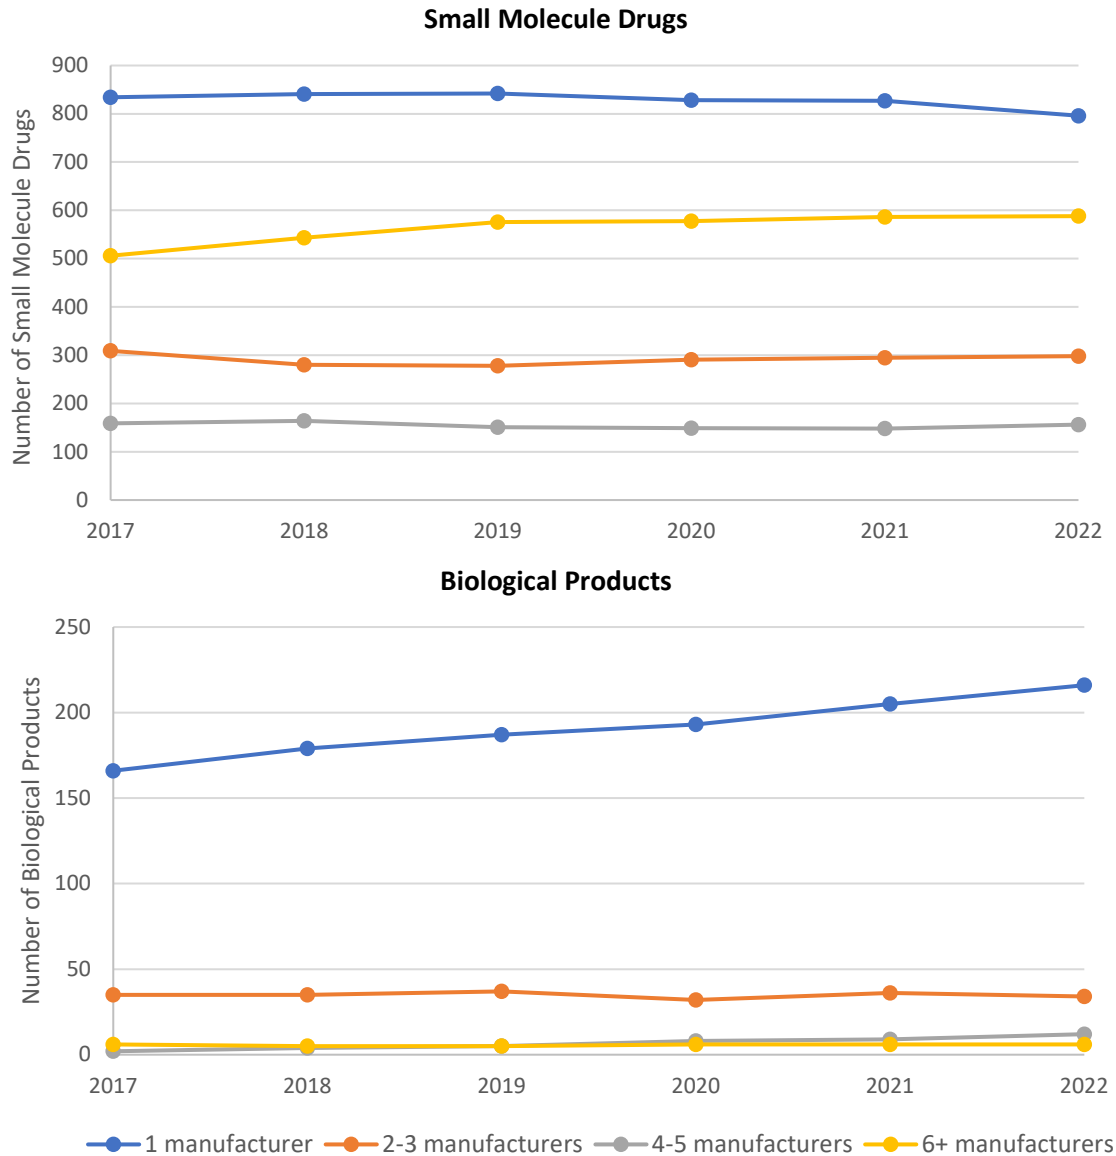 Small Molecule Drugs
Number of Small Molecule Drugs
900
800
700
600
500
400
300
200
100
0
2017 2018 2019 2020 2021 2022
Biological Products
Number of Biological Products
250
200
150
100
50
0
2017 2018 2019 2020 2021 2022
1 manufacturer 2-3 manufacturers 4-5 manufacturers 6+ manufacturers